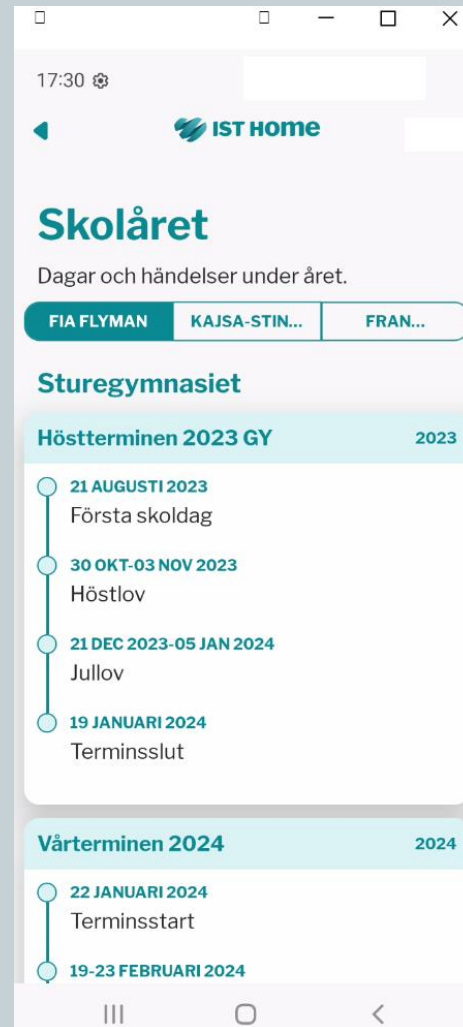 17:30
IST Home
Skolåret
Dagar och händelser under året.
FIA FLYMAN
KAJSA-STIN...
FRAN...
Sturegymnasiet
Höstterminen 2023 GY 2023
21 AUGUSTI 2023
Första skoldag
30 OKT-03 NOV 2023
Höstlov
21 DEC 2023-05 JAN 2024
Jullov
19 JANUARI 2024
Terminsslut
Vårterminen 2024 2024
22 JANUARI 2024
Terminsstart
19-23 FEBRUARI 2024